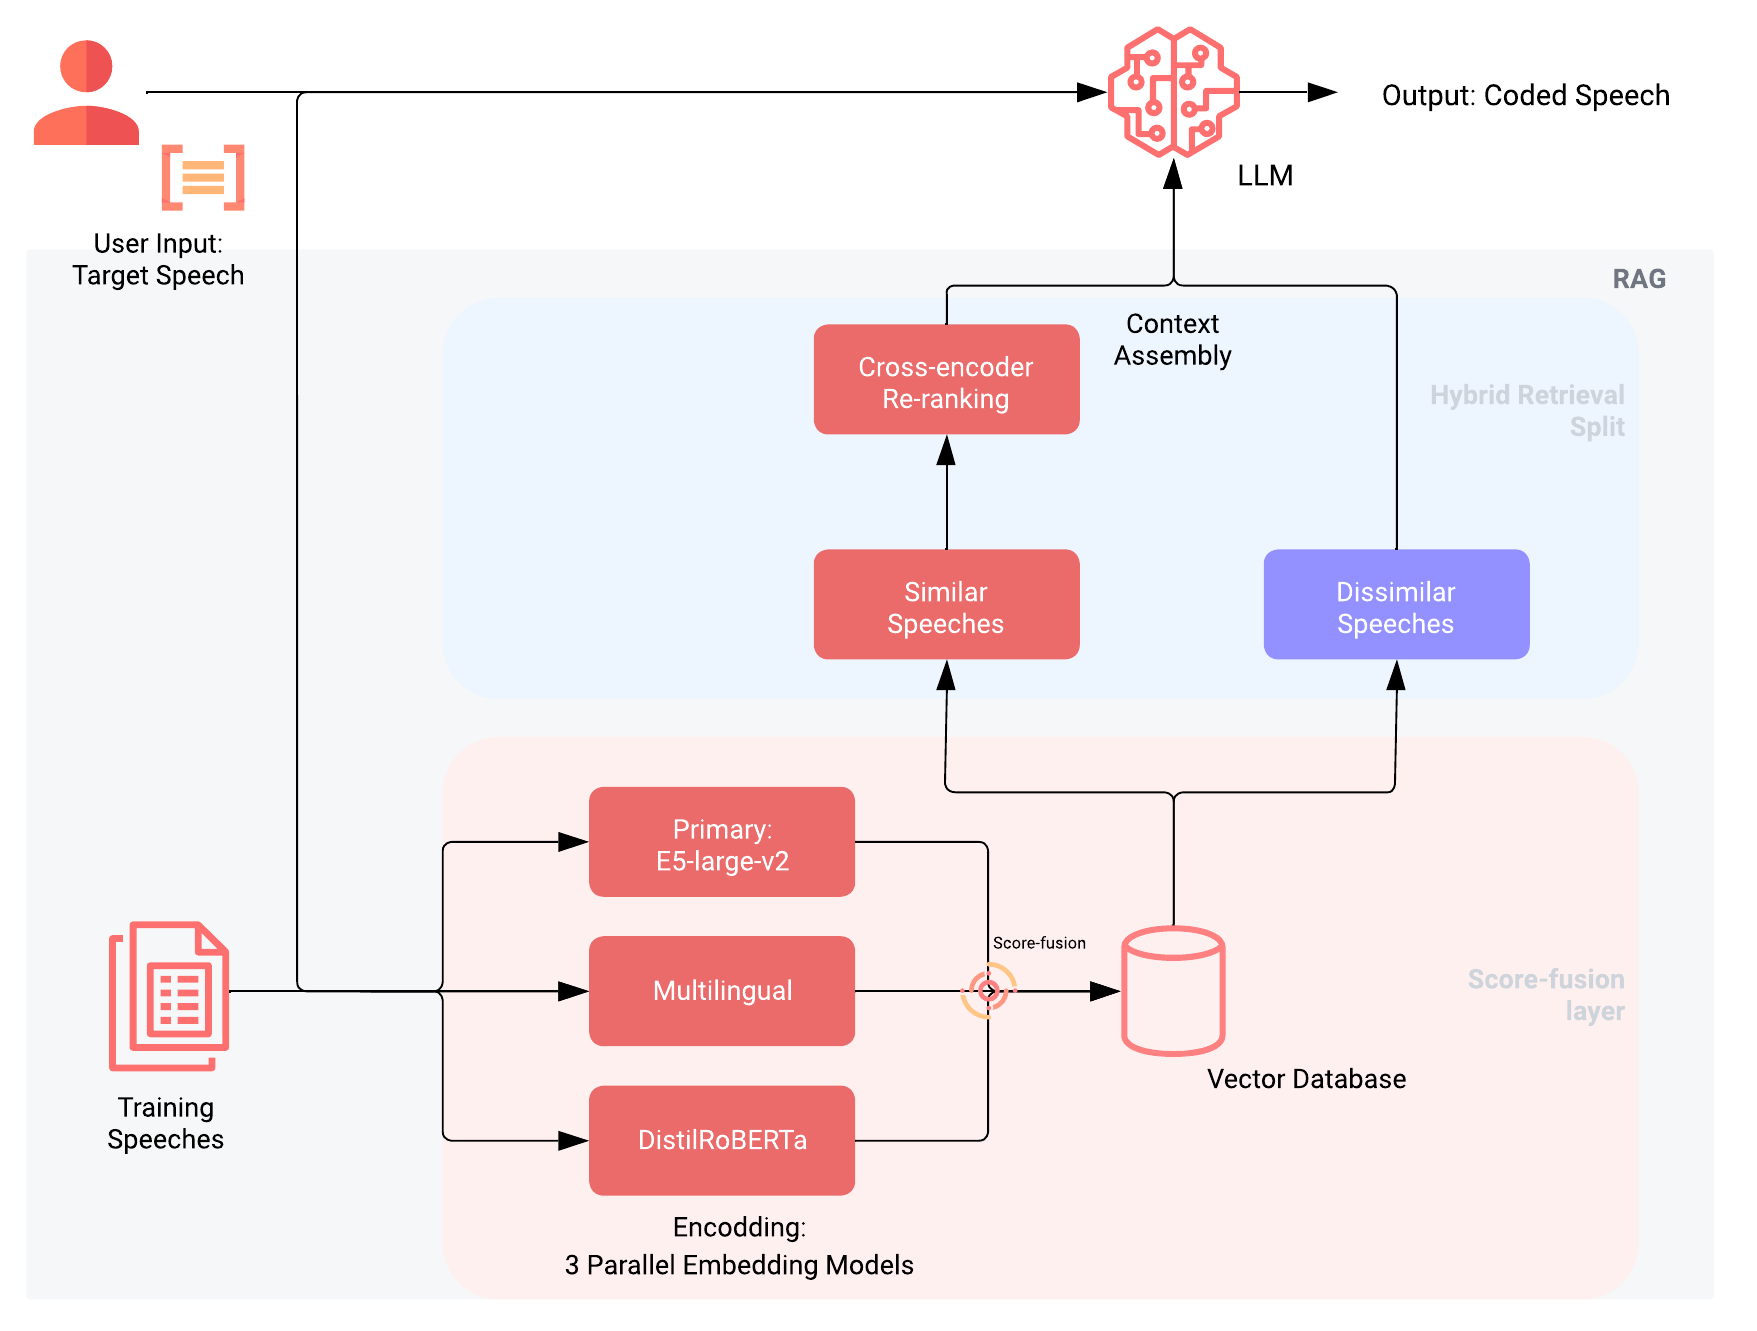 Output: Coded Speech
LLM
User Input:
Target Speech
RAG
Context
Assembly
Cross-encoder
Re-ranking
Hybrid Retrieval
Split
Similar
Speeches
Dissimilar
Speeches
Primary:
E5-large-v2
Score-fusion
Multilingual
Score-fusion
layer
Vector Database
Training
Speeches
DistilRoBERTa
Encodding:
3 Parallel Embedding Models